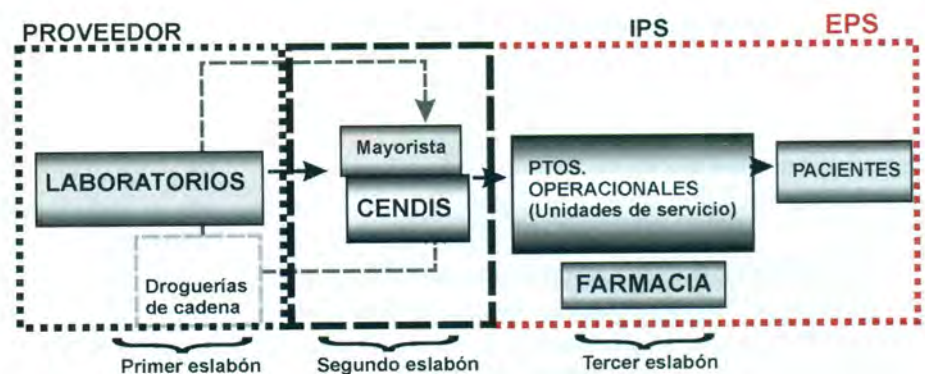 PROVEEDOR
IPS
EPS
LABORATORIOS
Droguerías
de cadena
Mayorista
CENDIS
PTOS.
OPERACIONALES
(Unidades de servicio)
FARMACIA
PACIENTES
Primer eslabón
Segundo eslabón
Tercer eslabón